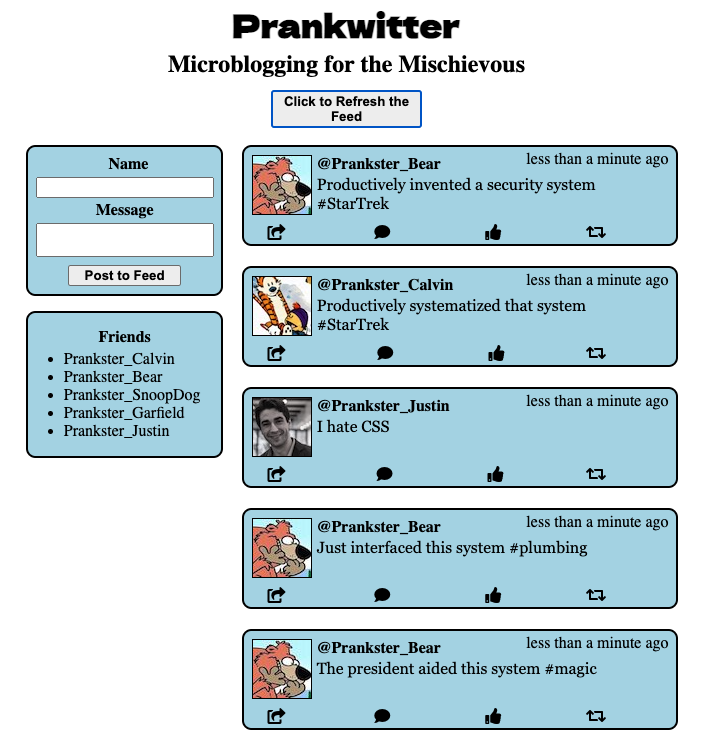 Prankwitter
Microblogging for the Mischievous
Click to Refresh the
Feed
Name
Message
Post to Feed
Friends
Prankster_Calvin
Prankster_Bear
Prankster_SnoopDog
Prankster_Garfield
Prankster_Justin
@Prankster_Bear
less than a minute ago
Productively invented a security system
#StarTrek
@Prankster_Calvin
less than a minute ago
Productively systematized that system
#StarTrek
@Prankster_Justin
less than a minute ago
I hate CSS
@Prankster_Bear
less than a minute ago
Just interfaced this system #plumbing
@Prankster_Bear
less than a minute ago
The president aided this system #magic